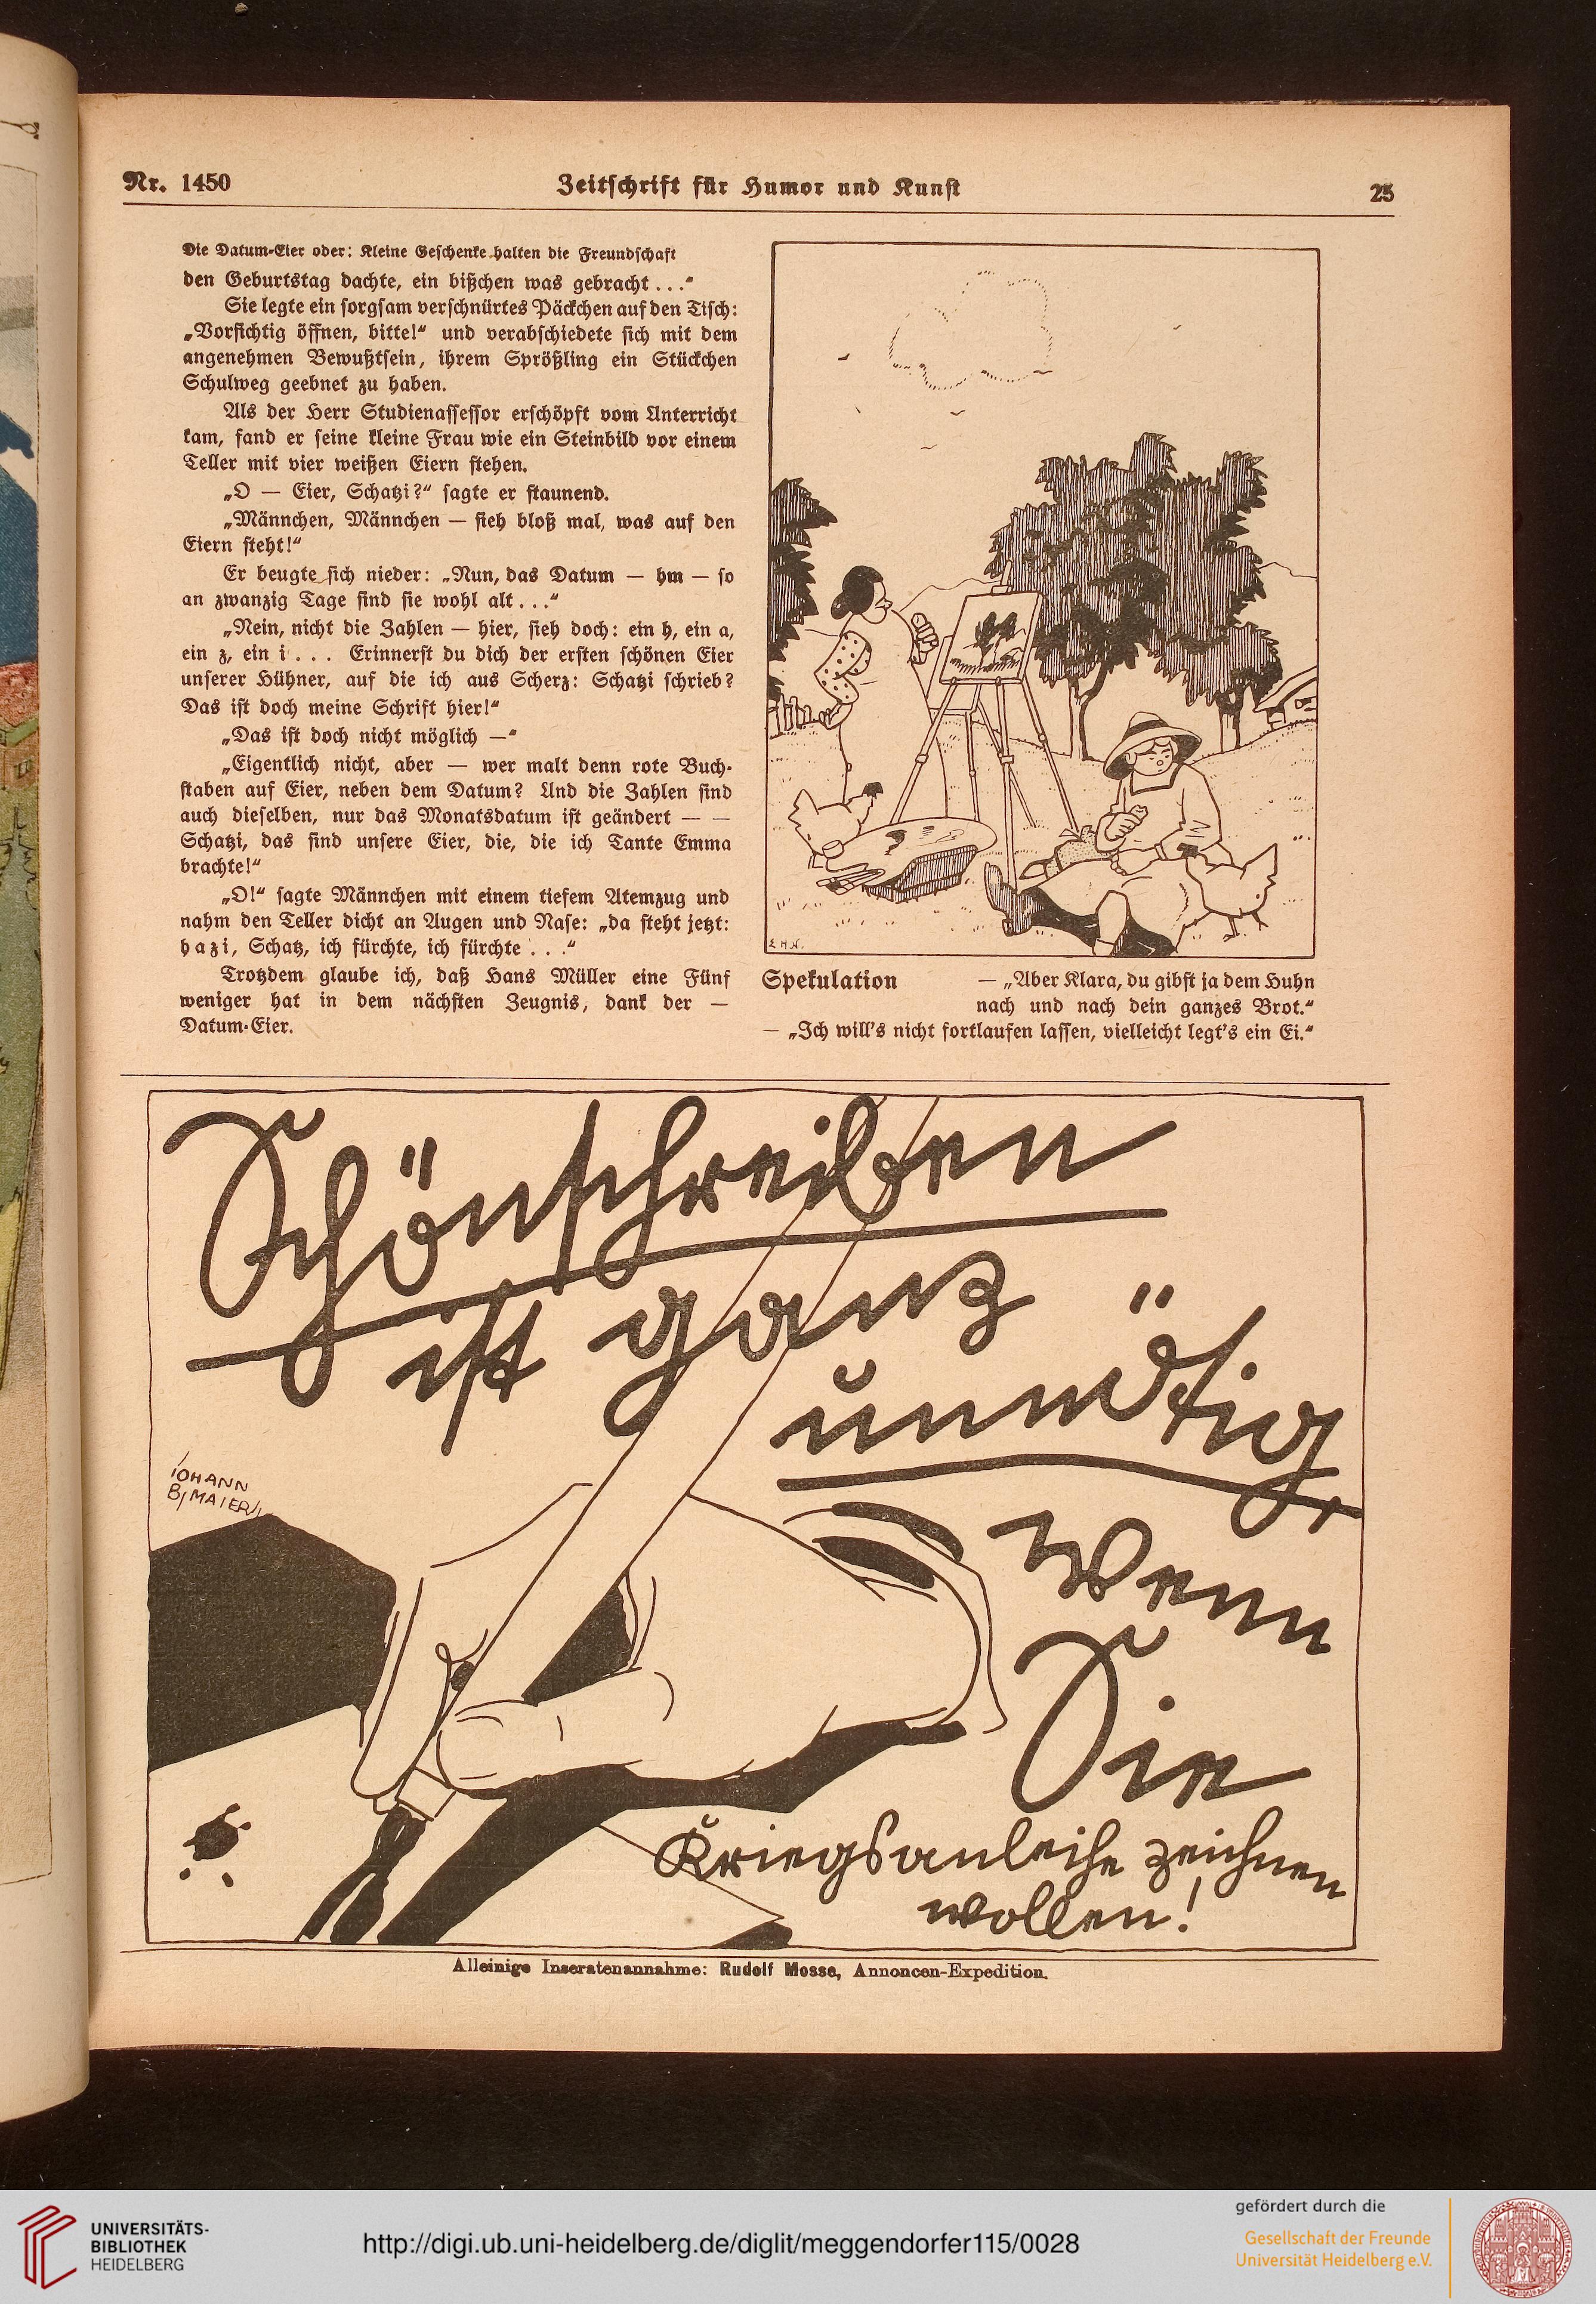 Nr. 1450
Zeitschrift für Humor und Kunst
25
Die Datum-Eier oder: Kleine Geschenke halten die Freundschaft
den Geburtstag dachte, ein bißchen was gebracht . . .“
Sie legte ein sorgsam verschnürtes Päckchen auf den Tisch:
„Vorsichtig öffnen, bitte!“ und verabschiedete sich mit dem
angenehmen Bewußtsein, ihrem Sprößling ein Stückchen
Schulweg geebnet zu haben.
Als der Herr Studienassessor erschöpft vom Unterricht
kam, fand er seine kleine Frau wie ein Steinbild vor einem
Teller mit vier weißen Eiern stehen.
„O — Eier, Schatzi?“ sagte er staunend.
„Männchen, Männchen — sieh bloß mal, was auf den
Eiern steht!“
Er beugte sich nieder: „Nun, das Datum — hm — so
an zwanzig Tage sind sie wohl alt . . .“
„Nein, nicht die Zahlen — hier, sieh doch: ein h, ein a,
ein z, ein i . . . Erinnerst du dich der ersten schönen Eier
unserer Hühner, auf die ich aus Scherz: Schatzi schrieb?
Das ist doch meine Schrift hier!“
„Das ist doch nicht möglich —“
„Eigentlich nicht, aber — wer malt denn rote Buch-
staben auf Eier, neben dem Datum? Und die Zahlen sind
auch dieselben, nur das Monatsdatum ist geändert — —
Schatzi, das sind unsere Eier, die, die ich Tante Emma
brachte!“
„O!“ sagte Männchen mit einem tiefem Atemzug und
nahm den Teller dicht an Augen und Nase: „da steht jetzt:
hazi, Schatz, ich fürchte, ich fürchte . . .“
Trotzdem glaube ich, daß Hans Müller eine Fünf
weniger hat in dem nächsten Zeugnis, dank der —
Datum-Eier.
E.H.N.
Spekulation — „Aber Klara, du gibst ja dem Huhn
nach und nach dein ganzes Brot.“
— „Ich will's nicht fortlaufen lassen, vielleicht legt's ein Ei.“
Schönschreiben
ist ganz
unnötig,
wenn
Sie
Kriegsanleihe zeichnen
wollen!
JOHANN
B. MAIER
Alleinige Inseratenannahme: Rudolf Mosse, Annoncen-Expedition.
UNIVERSITÄTS-
BIBLIOTHEK
HEIDELBERG
http://digi.ub.uni-heidelberg.de/diglit/meggendorfer115/0028
gefördert durch die
Gesellschaft der Freunde
Universität Heidelberg e.V.